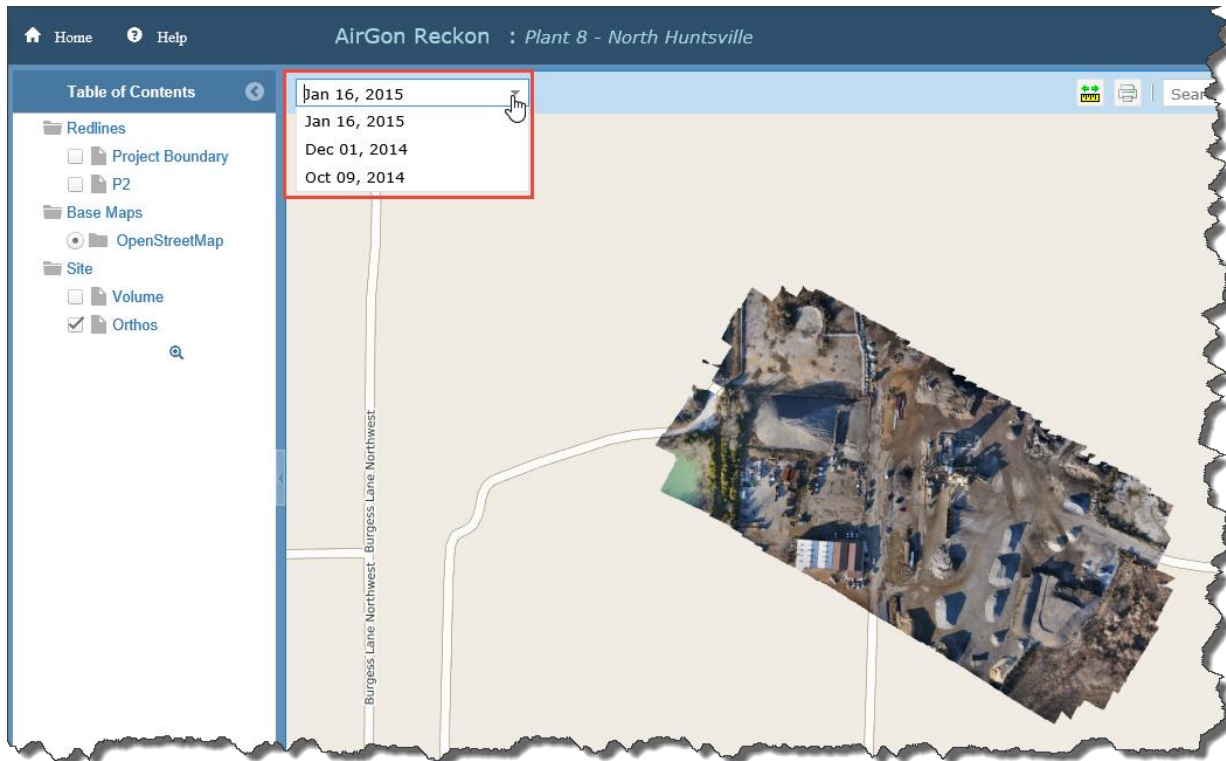 Home Help AirGon Reckon : Plant 8 - North Huntsville
Table of Contents
Redlines
Project Boundary
P2
Base Maps
OpenStreetMap
Site
Volume
Orthos
Jan 16, 2015
Jan 16, 2015
Dec 01, 2014
Oct 09, 2014
Burgess Lane Northwest
Burgess Lane Northwest